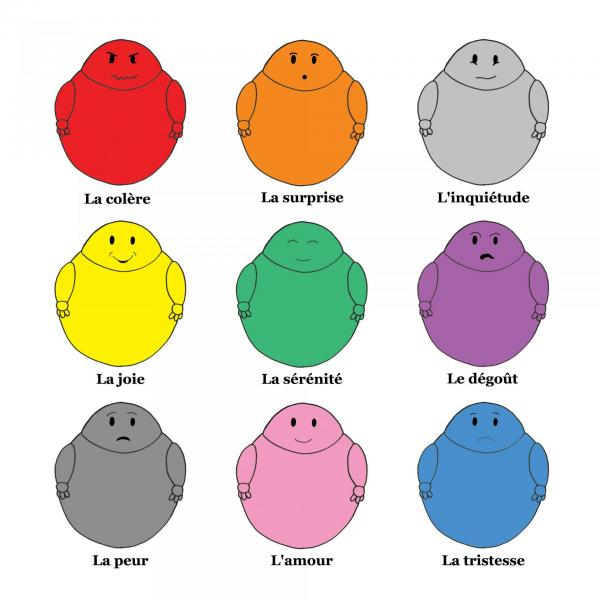 La colère
La surprise
L'inquiétude
La joie
La sérénité
Le dégoût
La peur
L'amour
La tristesse